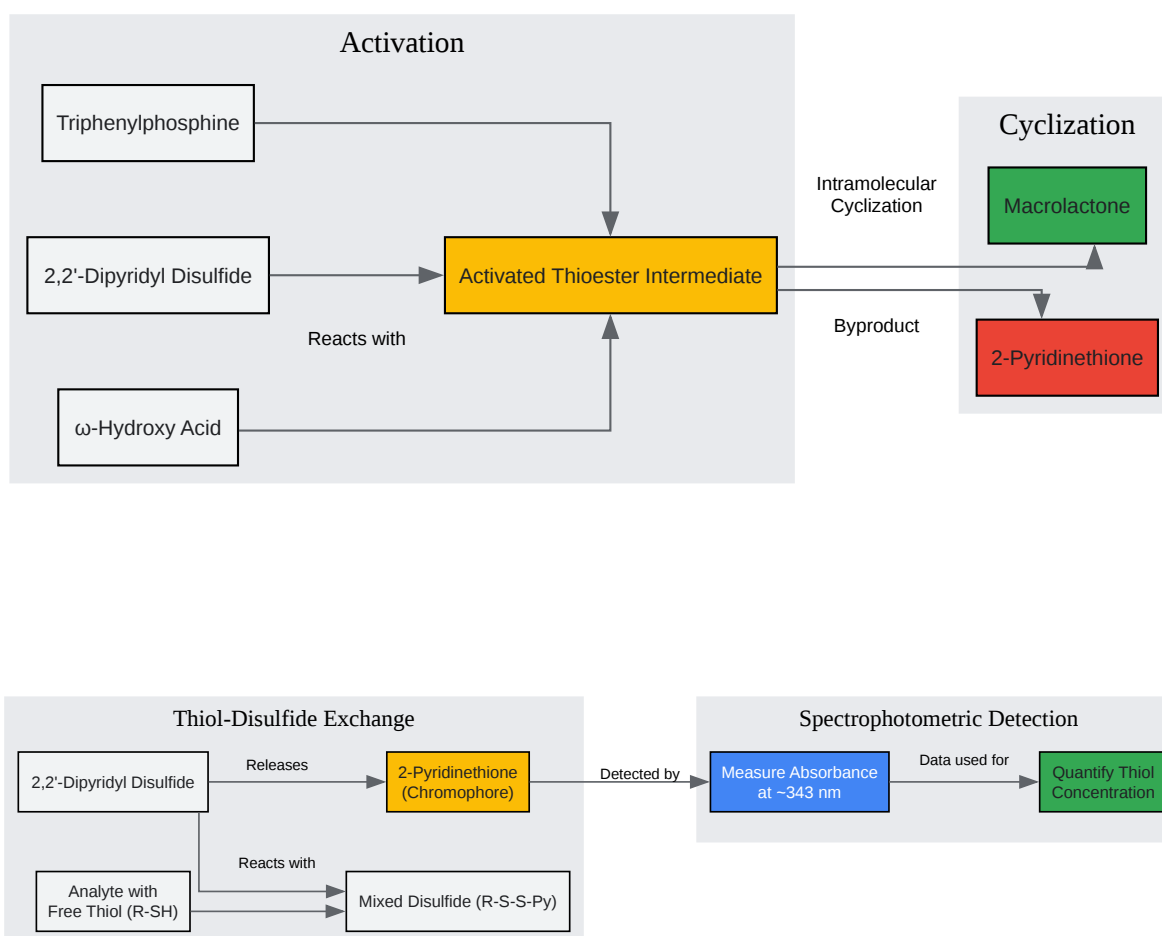 Activation
Triphenylphosphine
2,2'-Dipyridyl Disulfide
Reacts with
ω-Hydroxy Acid
Activated Thioester Intermediate
Intramolecular
Cyclization
Byproduct
Cyclization
Macrolactone
2-Pyridinethione
Thiol-Disulfide Exchange
2,2'-Dipyridyl Disulfide
Releases
2-Pyridinethione
(Chromophore)
Reacts with
Analyte with
Free Thiol (R-SH)
Mixed Disulfide (R-S-S-Py)
Detected by
Spectrophotometric Detection
Measure Absorbance
at ~343 nm
Data used for
Quantify Thiol
Concentration